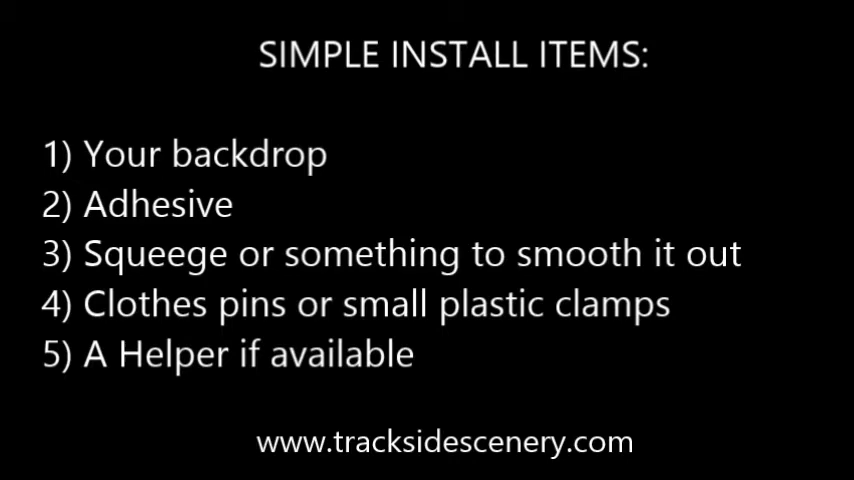 SIMPLE INSTALL ITEMS:
1) Your backdrop
2) Adhesive
3) Squeege or something to smooth it out
4) Clothes pins or small plastic clamps
5) A Helper if available
www.tracksidescenery.com